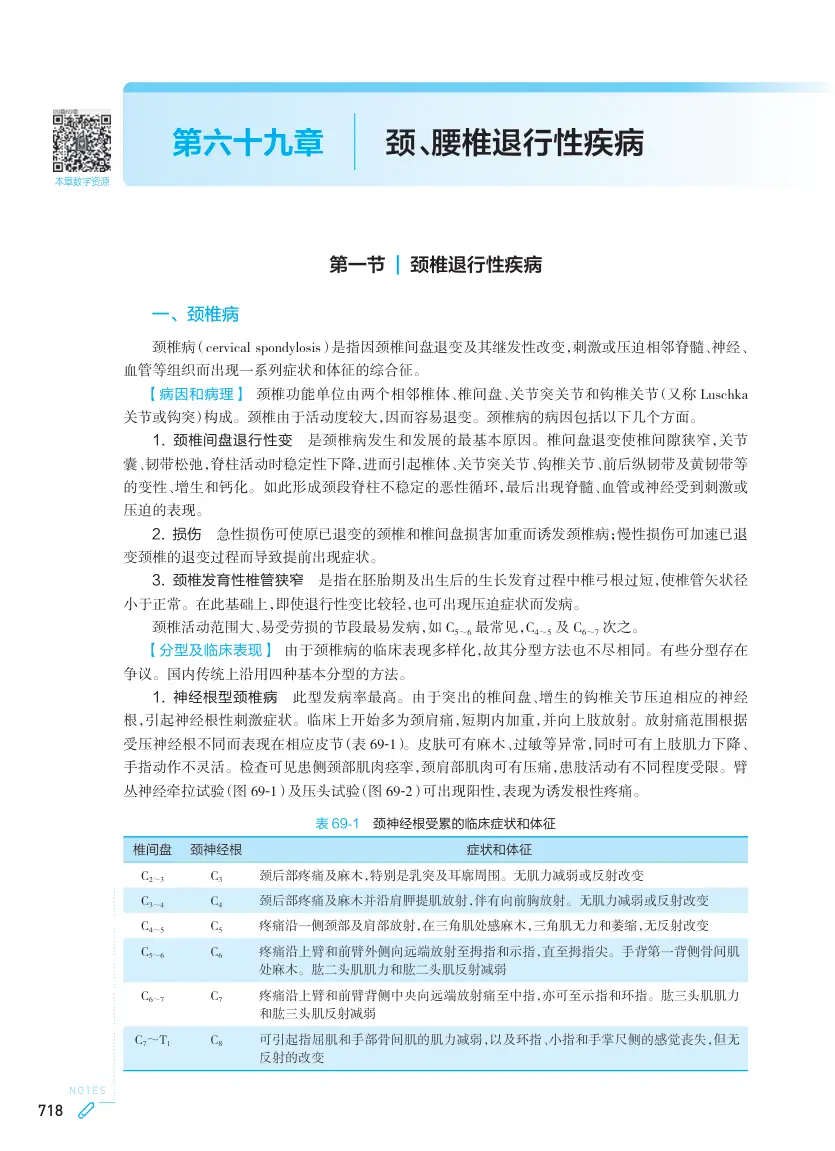 第六十九章
颈、腰椎退行性疾病
本章数字资源
第一节 | 颈椎退行性疾病
一、颈椎病
颈椎病（cervical spondylosis）是指因颈椎间盘退变及其继发性改变，刺激或压迫相邻脊髓、神经、
血管等组织而出现一系列症状和体征的综合征。
【病因和病理】 颈椎功能单位由两个相邻椎体、椎间盘、关节突关节和钩椎关节（又称 Luschka
关节或钩突）构成。颈椎由于活动度较大，因而容易退变。颈椎病的病因包括以下几个方面。
1. 颈椎间盘退行性变 是颈椎病发生和发展的最基本原因。椎间盘退变使椎间隙狭窄，关节
囊、韧带松弛，脊柱活动时稳定性下降，进而引起椎体、关节突关节、钩椎关节、前后纵韧带及黄韧带等
的变性、增生和钙化。如此形成颈段脊柱不稳定的恶性循环，最后出现脊髓、血管或神经受到刺激或
压迫的表现。
2. 损伤 急性损伤可使原已退变的颈椎和椎间盘损害加重而诱发颈椎病；慢性损伤可加速已退
变颈椎的退变过程而导致提前出现症状。
3. 颈椎发育性椎管狭窄 是指在胚胎期及出生后的生长发育过程中椎弓根过短，使椎管矢状径
小于正常。在此基础上，即使退行性变比较轻，也可出现压迫症状而发病。
颈椎活动范围大、易受劳损的节段最易发病，如 C5～6 最常见，C4～5 及 C6～7 次之。
【分型及临床表现】 由于颈椎病的临床表现多样化，故其分型方法也不尽相同。有些分型存在
争议。国内传统上沿用四种基本分型的方法。
1. 神经根型颈椎病 此型发病率最高。由于突出的椎间盘、增生的钩椎关节压迫相应的神经
根，引起神经根性刺激症状。临床上开始多为颈肩痛，短期内加重，并向上肢放射。放射痛范围根据
受压神经根不同而表现在相应皮节（表 69-1）。皮肤可有麻木、过敏等异常，同时可有上肢肌力下降、
手指动作不灵活。检查可见患侧颈部肌肉痉挛，颈肩部肌肉可有压痛，患肢活动有不同程度受限。臂
丛神经牵拉试验（图 69-1）及压头试验（图 69-2）可出现阳性，表现为诱发根性疼痛。
表 69-1 颈神经根受累的临床症状和体征
椎间盘 颈神经根 症状和体征
C2～3 C3 颈后部疼痛及麻木，特别是乳突及耳廓周围。无肌力减弱或反射改变
C3～4 C4 颈后部疼痛及麻木并沿肩胛提肌放射，伴有向前胸放射。无肌力减弱或反射改变
C4～5 C5 疼痛沿一侧颈部及肩部放射，在三角肌处感麻木，三角肌无力和萎缩，无反射改变
C5～6 C6 疼痛沿上臂和前臂外侧向远端放射至拇指和示指，直至拇指尖。手背第一背侧骨间肌
处麻木。肱二头肌肌力和肱二头肌反射减弱
C6～7 C7 疼痛沿上臂和前臂背侧中央向远端放射痛至中指，亦可至示指和环指。肱三头肌肌力
和肱三头肌反射减弱
C7～T1 C8 可引起指屈肌和手部骨间肌的肌力减弱，以及环指、小指和手掌尺侧的感觉丧失，但无
反射的改变
NOTES
718